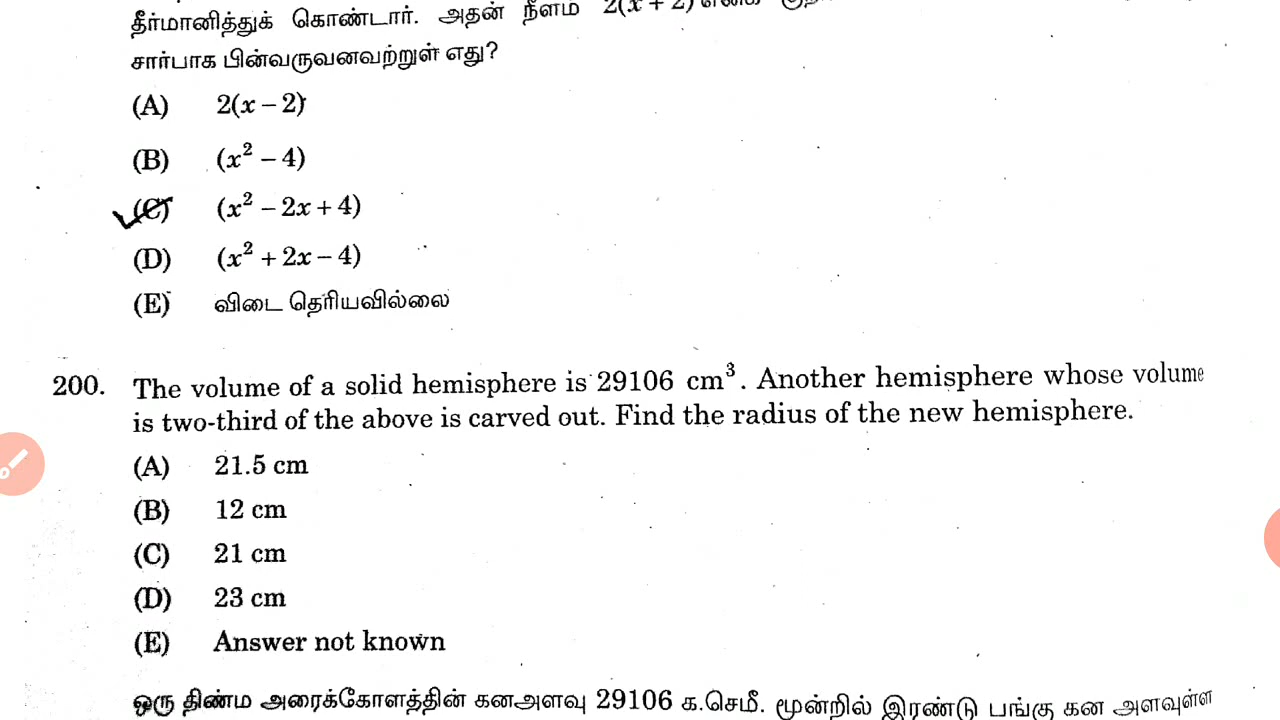 தீர்மானித்துக் கொண்டார். அதன் நீளம் 2(x + 2)
சார்பாக பின்வருவனவற்றுள் எது?
(A) 2(x – 2)
(B) (x² – 4)
(C) (x² – 2x + 4)
(D) (x² + 2x – 4)
(E) விடை தெரியவில்லை
200. The volume of a solid hemisphere is 29106 cm³. Another hemisphere whose volume
is two-third of the above is carved out. Find the radius of the new hemisphere.
(A) 21.5 cm
(B) 12 cm
(C) 21 cm
(D) 23 cm
(E) Answer not known
ஒரு திண்ம அரைக்கோளத்தின் கனஅளவு 29106 க.செமீ. மூன்றில் இரண்டு பங்கு கன அளவுள்ள